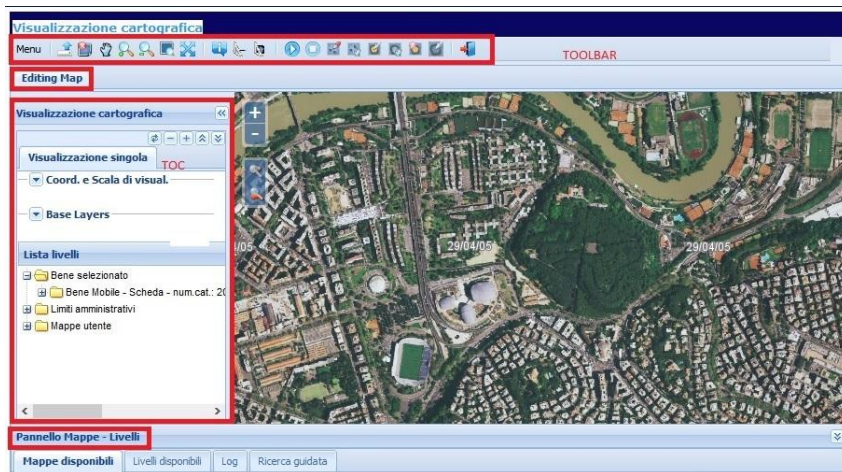 Visualizzazione cartografica
Menu
TOOLBAR
Editing Map
Visualizzazione cartografica
Visualizzazione singola
TOC
Coord. e Scala di visual.
Base Layers
Lista livelli
Bene selezionato
Bene Mobile - Scheda - num.cat.: 20
Limiti amministrativi
Mappe utente
/05
29/04/05
29/04/05
Pannello Mappe - Livelli
Mappe disponibili Livelli disponibili Log Ricerca guidata